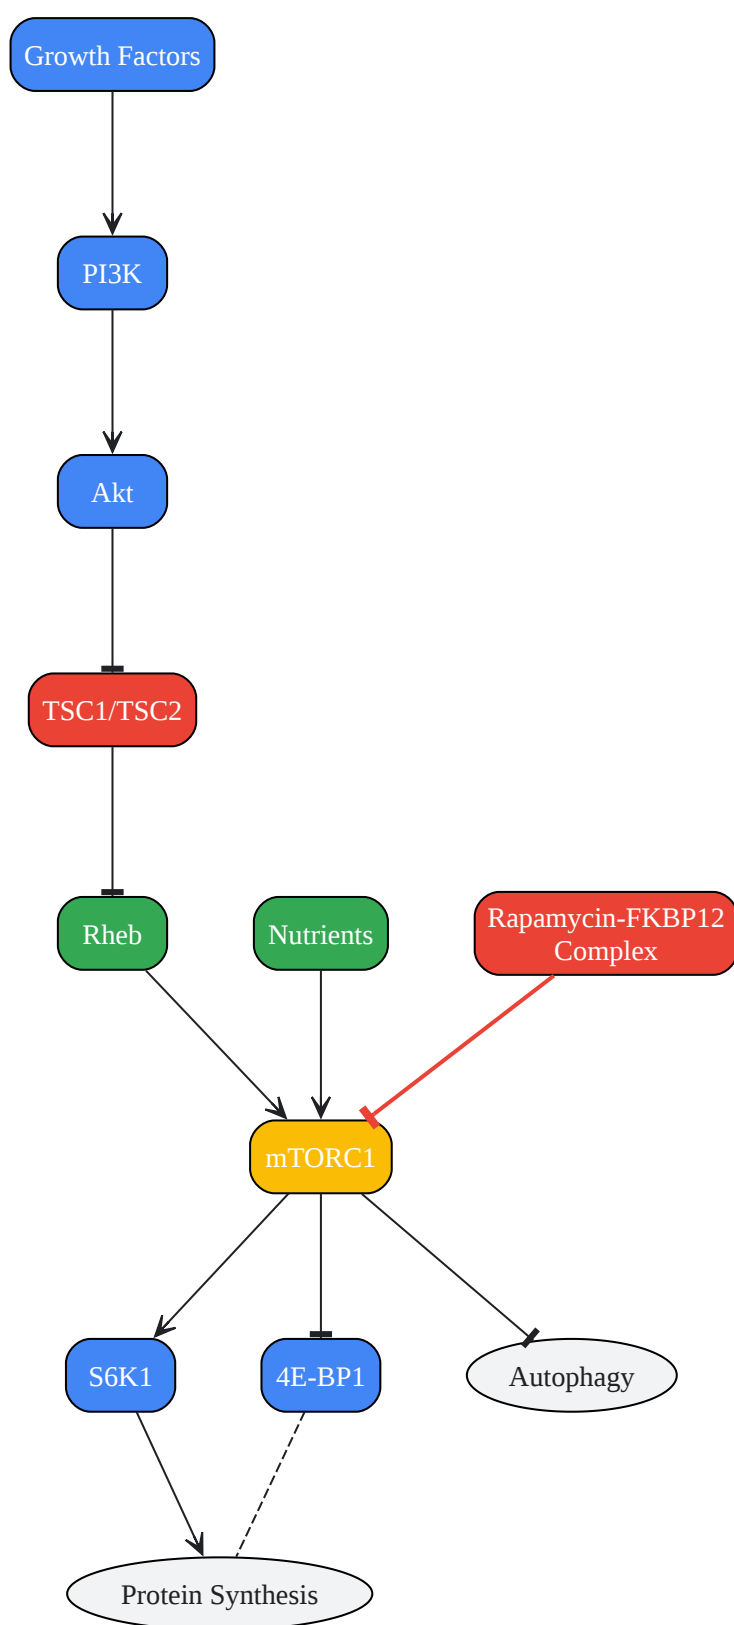 Growth Factors
PI3K
Akt
TSC1/TSC2
Rheb
Nutrients
Rapamycin-FKBP12
Complex
mTORC1
S6K1
4E-BP1
Autophagy
Protein Synthesis